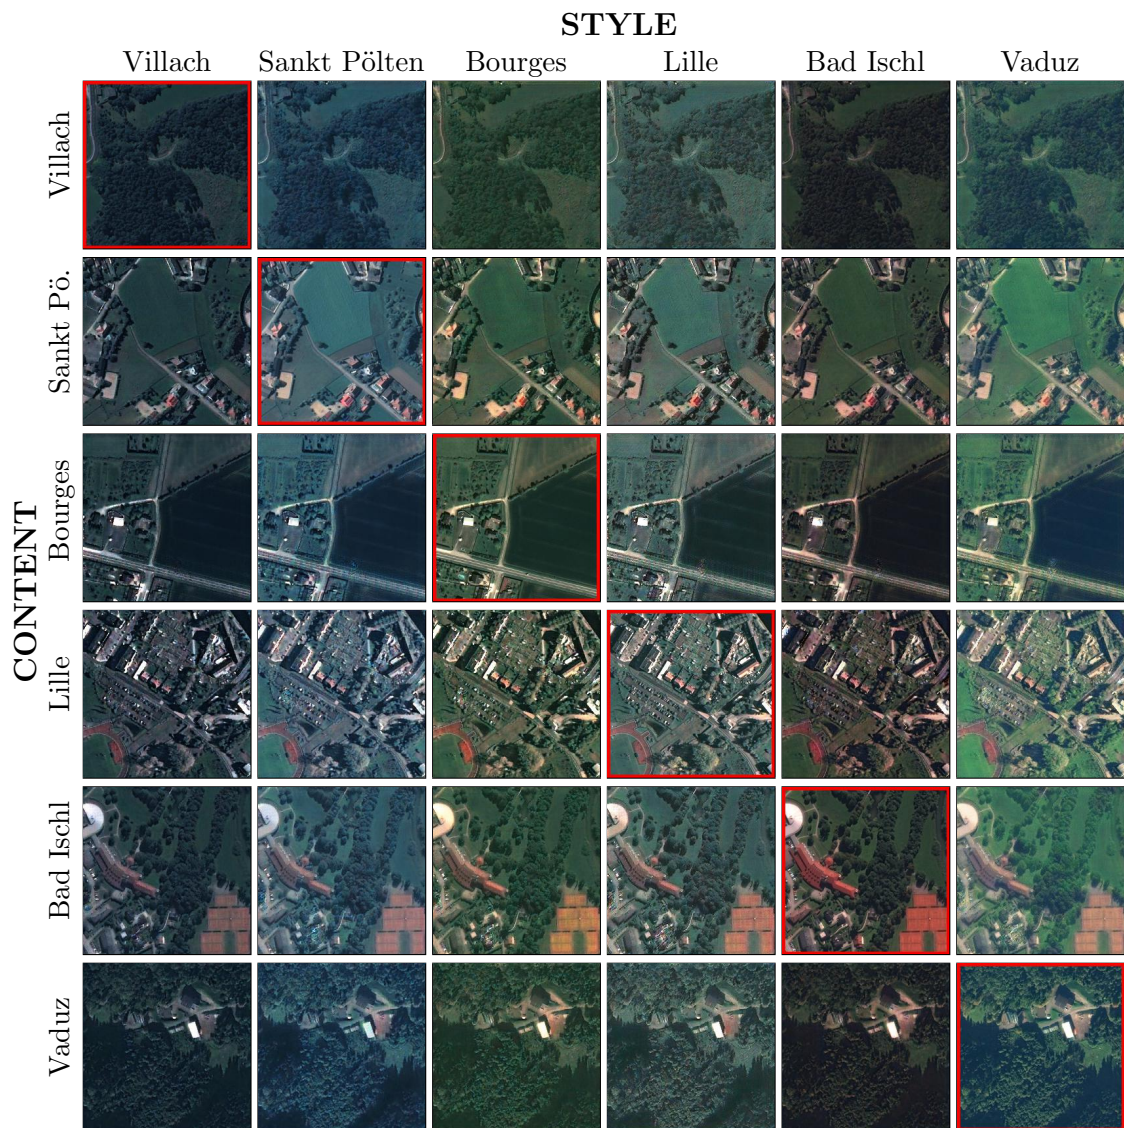 STYLE
Villach Sankt Pölten Bourges Lille Bad Ischl Vaduz
CONTENT
Villach
Sankt Pö.
Bourges
Lille
Bad Ischl
Vaduz